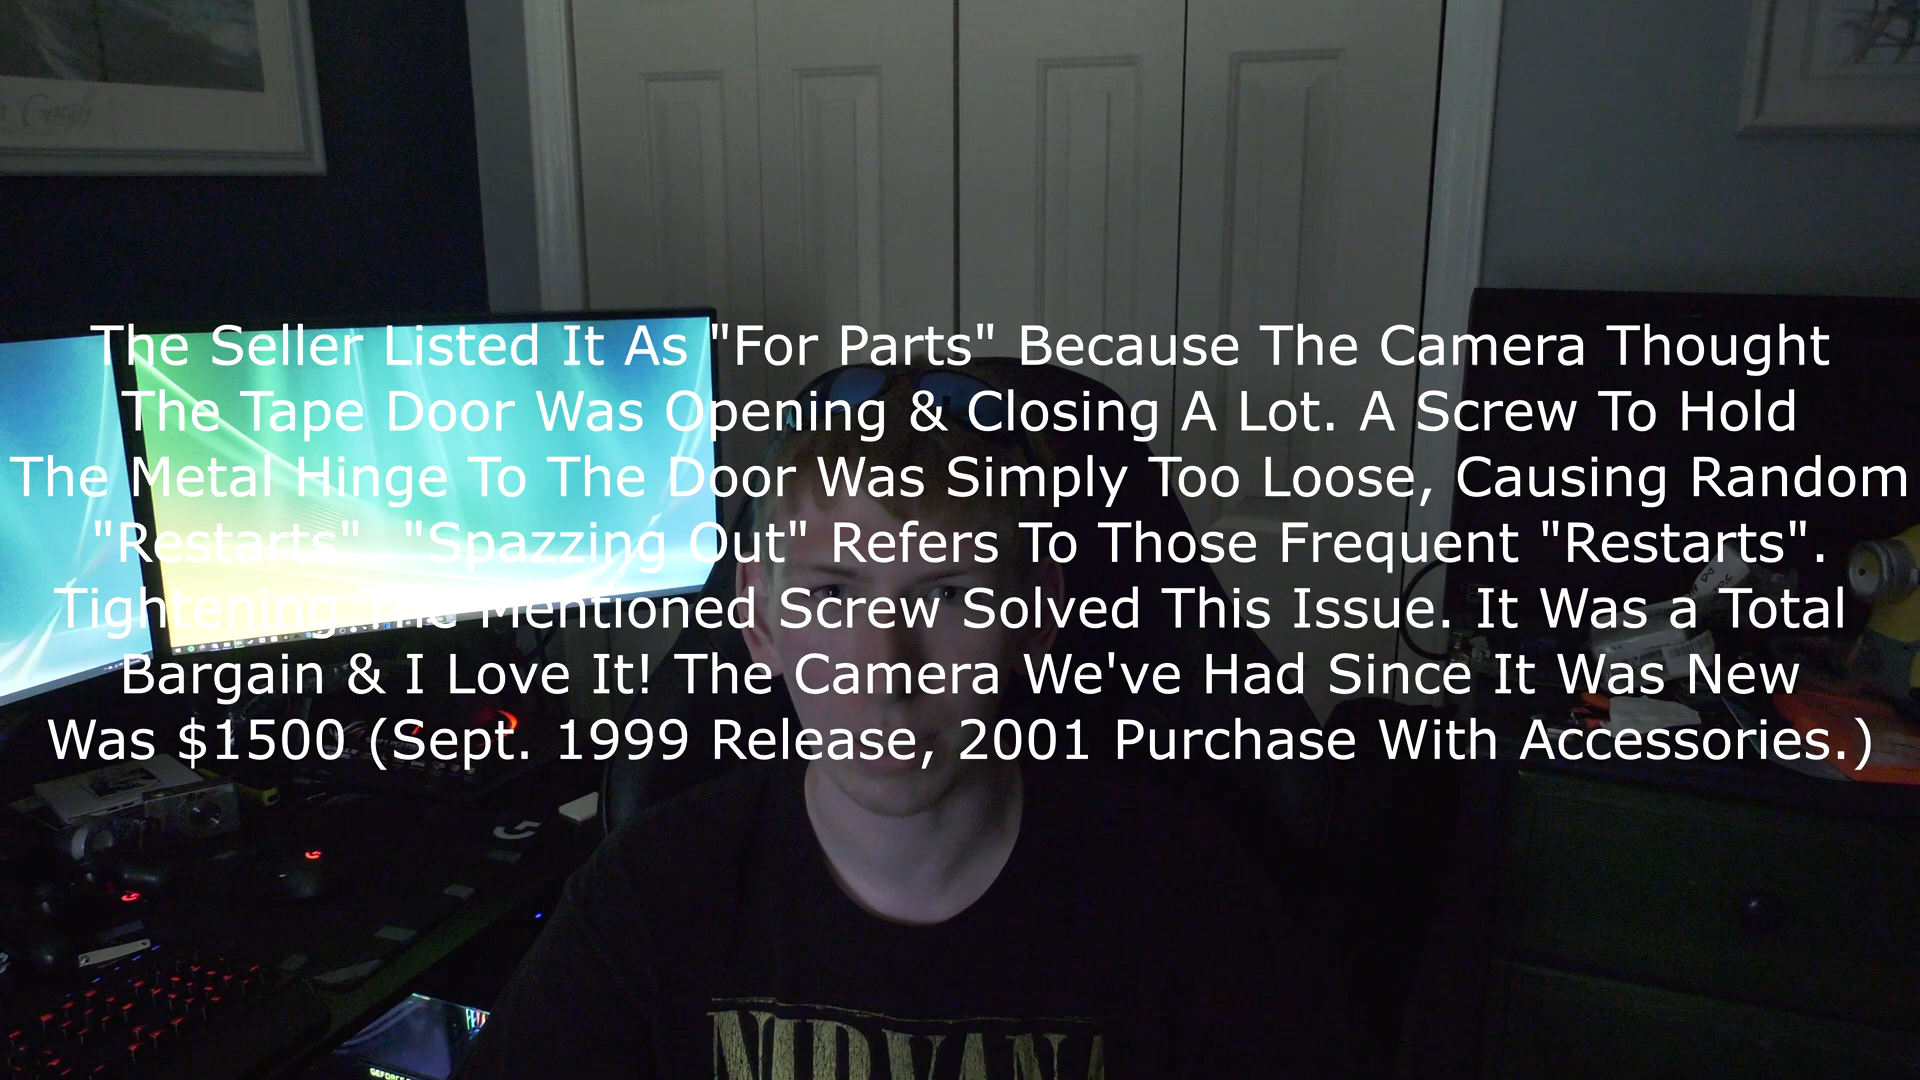 Gogh
The Seller Listed It As "For Parts" Because The Camera Thought
The Tape Door Was Opening & Closing A Lot. A Screw To Hold
The Metal Hinge To The Door Was Simply Too Loose, Causing Random
"Restarts". "Spazzing Out" Refers To Those Frequent "Restarts".
Tightening The Mentioned Screw Solved This Issue. It Was a Total
Bargain & I Love It! The Camera We've Had Since It Was New
Was $1500 (Sept. 1999 Release, 2001 Purchase With Accessories.)
NIRVANA